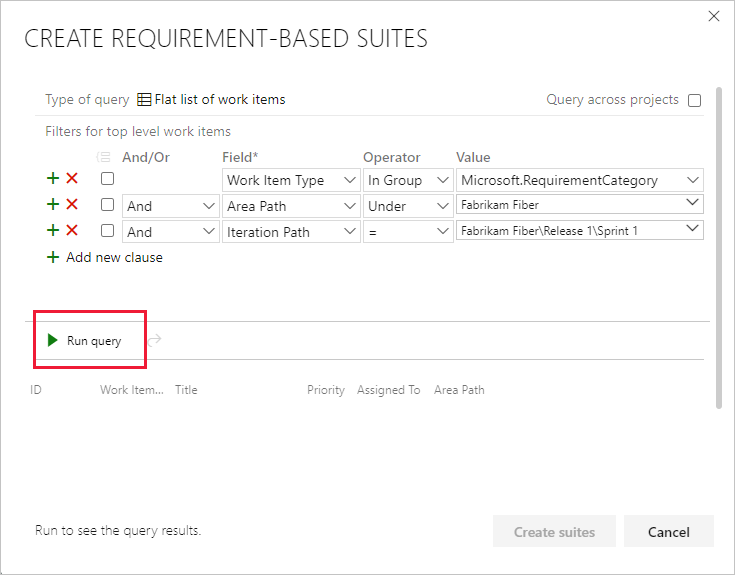 CREATE REQUIREMENT-BASED SUITES
Type of query Flat list of work items Query across projects
Filters for top level work items
And/Or Field* Operator Value
Work Item Type In Group Microsoft.RequirementCategory
And Area Path Under Fabrikam Fiber
And Iteration Path = Fabrikam Fiber\Release 1\Sprint 1
Add new clause
Run query
ID Work Item... Title Priority Assigned To Area Path
Run to see the query results. Create suites Cancel